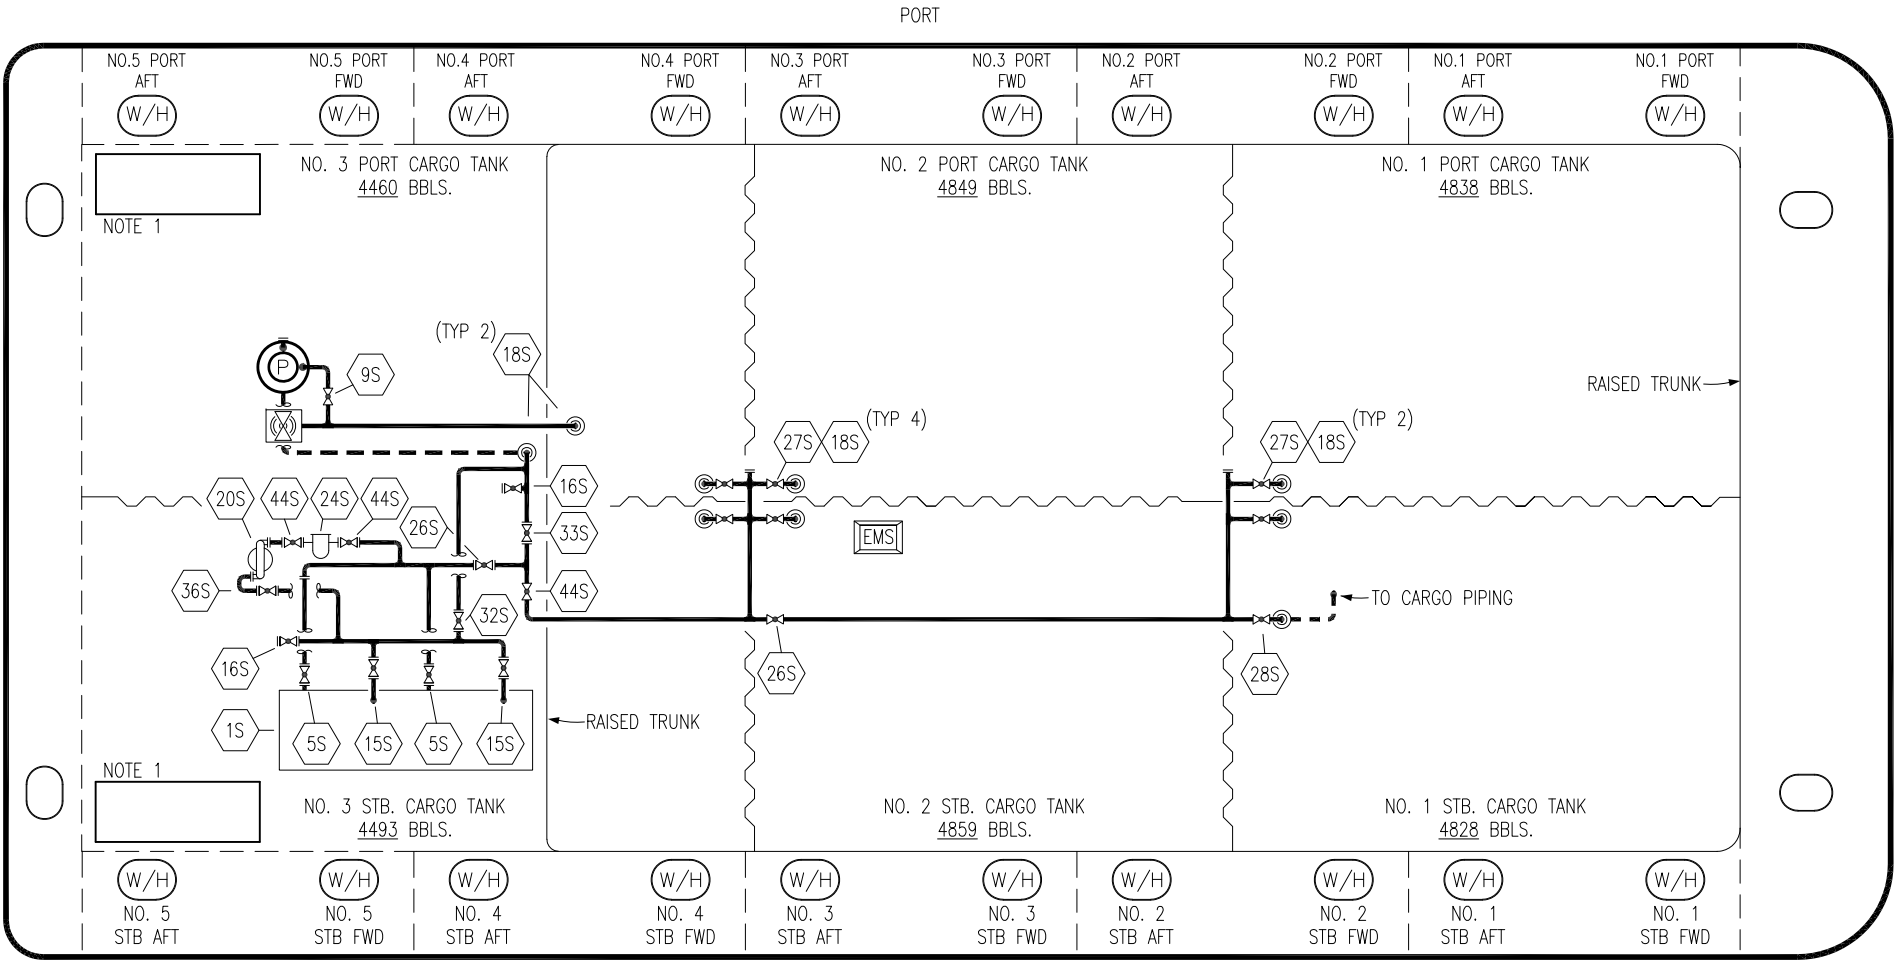 PORT
NO.5 PORT
AFT
NO.5 PORT
FWD
NO.4 PORT
AFT
NO.4 PORT
FWD
NO.3 PORT
AFT
NO.3 PORT
FWD
NO.2 PORT
AFT
NO.2 PORT
FWD
NO.1 PORT
AFT
NO.1 PORT
FWD
W/H
W/H
W/H
W/H
W/H
W/H
W/H
W/H
W/H
W/H
NO. 3 PORT CARGO TANK
4460 BBLS.
NO. 2 PORT CARGO TANK
4849 BBLS.
NO. 1 PORT CARGO TANK
4838 BBLS.
NOTE 1
(TYP 2)
18S
P
9S
RAISED TRUNK
(TYP 4)
27S
18S
(TYP 2)
27S
18S
20S
44S
24S
44S
16S
26S
33S
EMS
36S
44S
32S
TO CARGO PIPING
16S
26S
28S
1S
5S
15S
5S
15S
RAISED TRUNK
NOTE 1
NO. 3 STB. CARGO TANK
4493 BBLS.
NO. 2 STB. CARGO TANK
4859 BBLS.
NO. 1 STB. CARGO TANK
4828 BBLS.
W/H
W/H
W/H
W/H
W/H
W/H
W/H
W/H
W/H
W/H
NO. 5
STB AFT
NO. 5
STB FWD
NO. 4
STB AFT
NO. 4
STB FWD
NO. 3
STB AFT
NO. 3
STB FWD
NO. 2
STB AFT
NO. 2
STB FWD
NO. 1
STB AFT
NO. 1
STB FWD